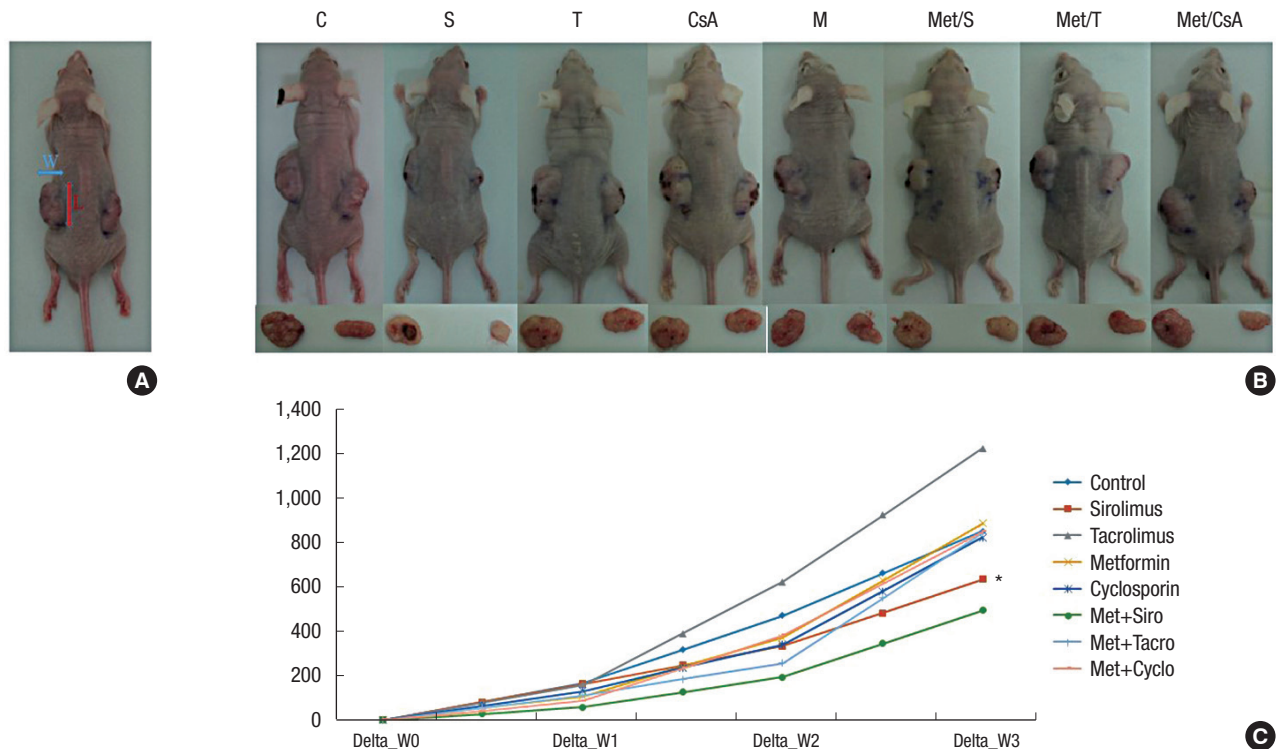 C S T CsA M Met/S Met/T Met/CsA
W
L
A
B
1,400
1,200
1,000
800
600
400
200
0
Delta_W0 Delta_W1 Delta_W2 Delta_W3
Control
Sirolimus
Tacrolimus
Metformin
Cyclosporin
Met+Siro
Met+Tacro
Met+Cyclo
*
C